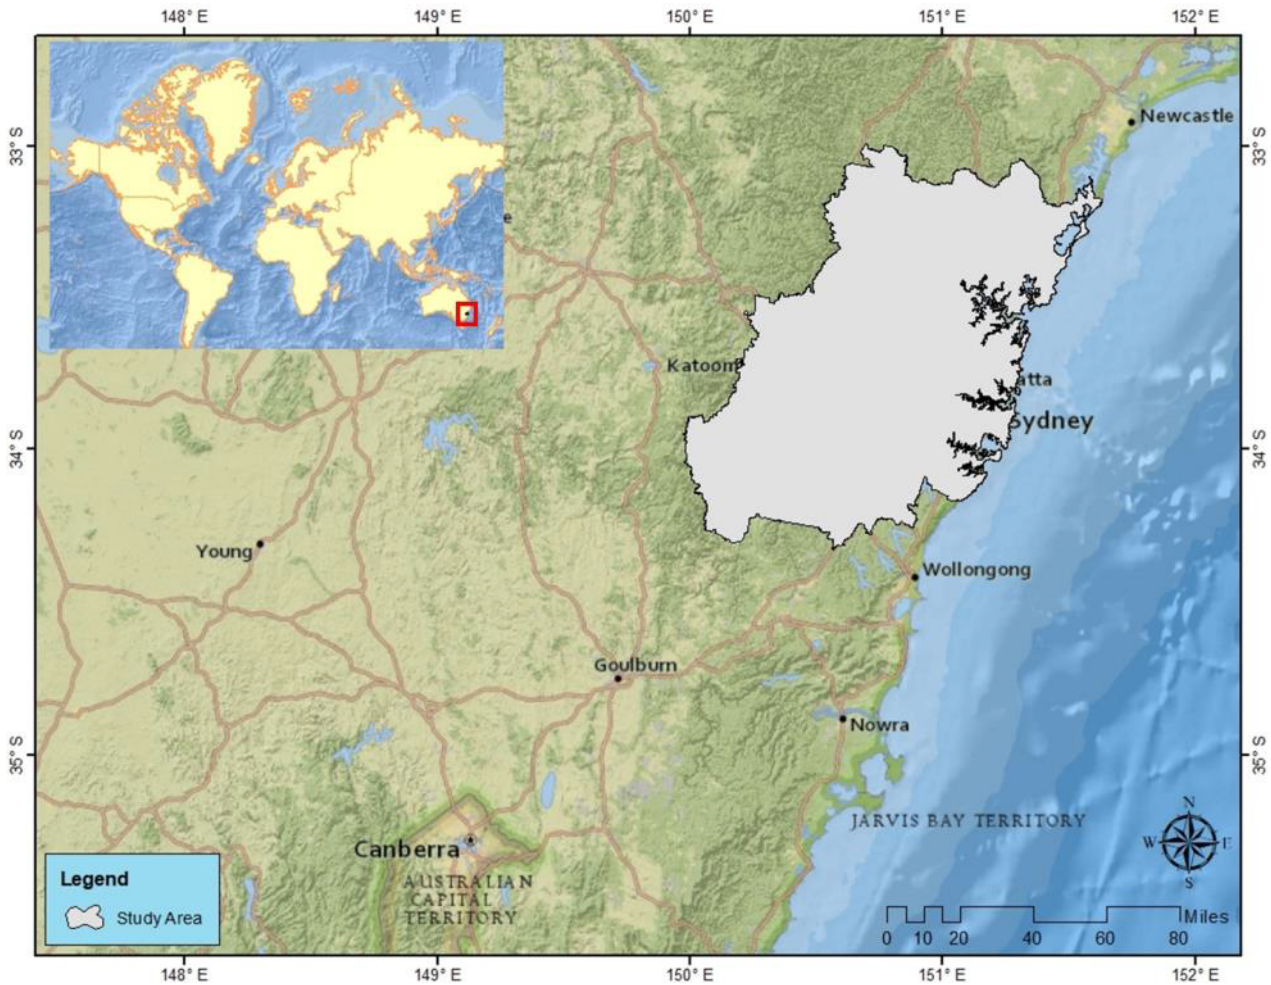 148° E 149° E 150° E 151° E 152° E
Newcastle
33° S 33° S
e
Katoom
atta
Sydney
34° S 34° S
Young
Wollongong
Goulburn
Nowra
35° S 35° S
JARVIS BAY TERRITORY
N
W E
S
Canberra
AUSTRALIAN
CAPITAL
TERRITORY
Legend
Study Area
Miles
0 10 20 40 60 80
148° E 149° E 150° E 151° E 152° E